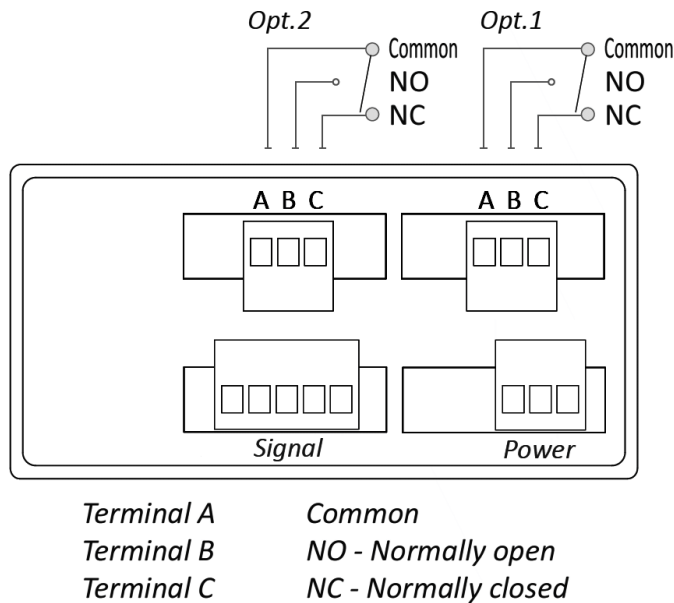 Opt.2 Opt.1
Common Common
NO NO
NC NC
A B C A B C
Signal Power
Terminal A Common
Terminal B NO - Normally open
Terminal C NC - Normally closed